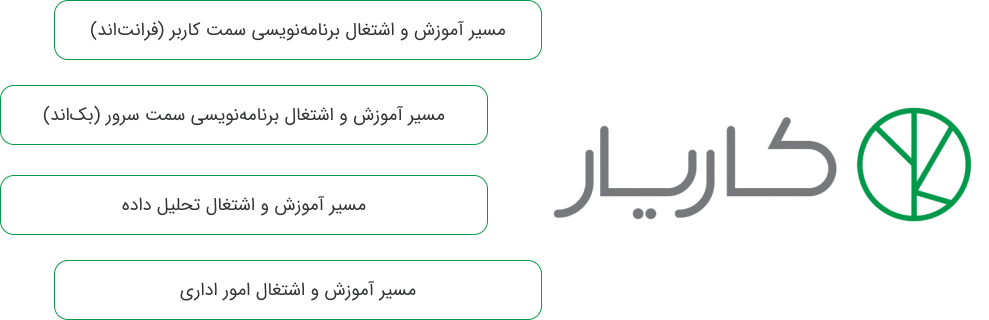 کاریار
مسیر آموزش و اشتغال برنامه‌نویسی سمت کاربر (فرانت‌اند)
مسیر آموزش و اشتغال برنامه‌نویسی سمت سرور (بک‌اند)
مسیر آموزش و اشتغال تحلیل داده
مسیر آموزش و اشتغال امور اداری